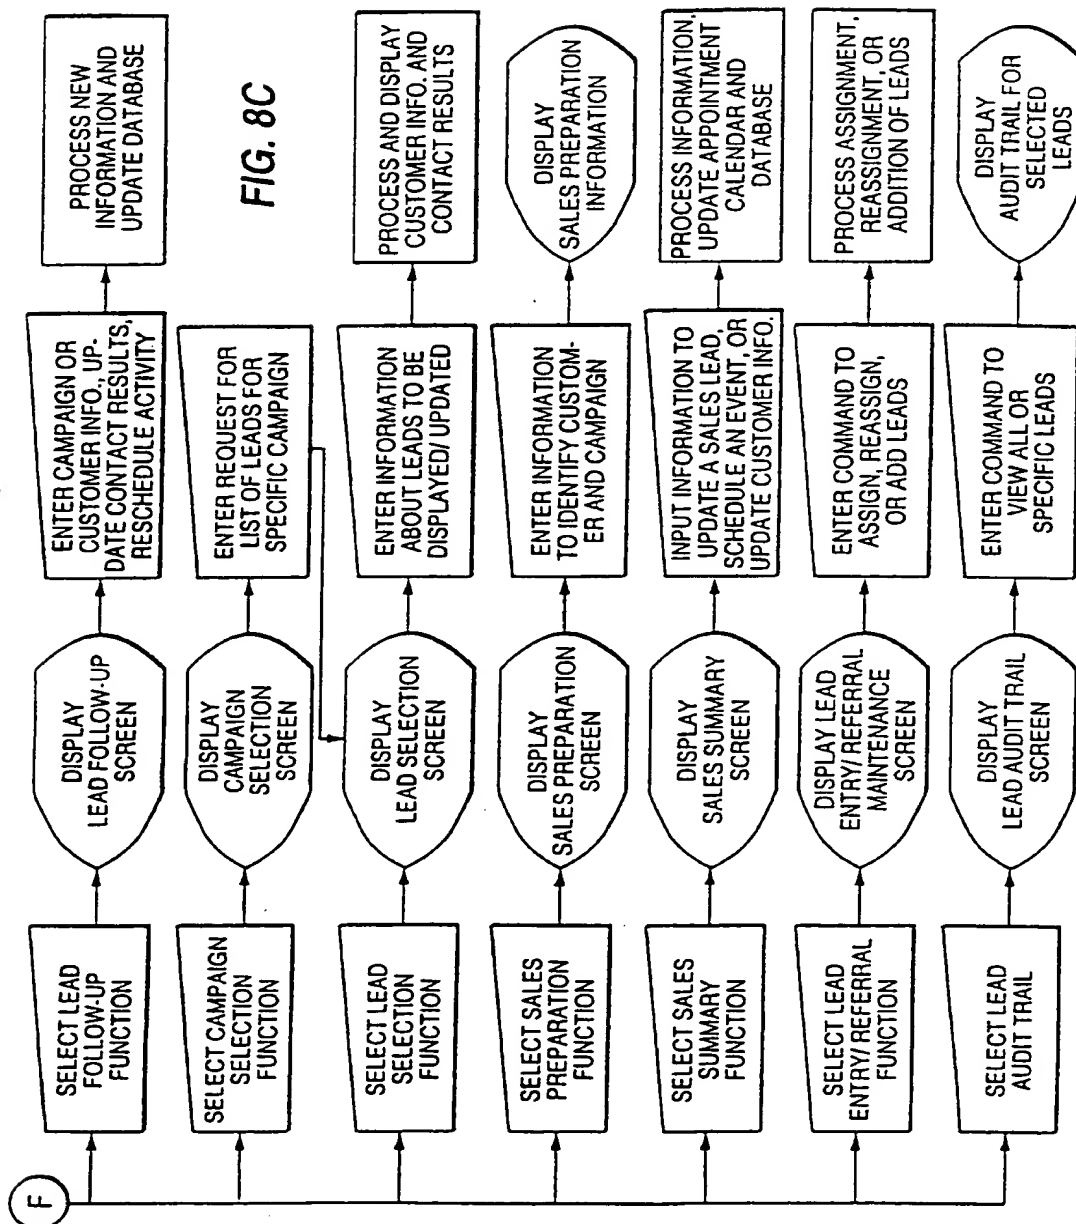 F
SELECT LEAD
FOLLOW-UP
FUNCTION
DISPLAY
LEAD FOLLOW-UP
SCREEN
ENTER CAMPAIGN OR
CUSTOMER INFO., UP-
DATE CONTACT RESULTS,
RESCHEDULE ACTIVITY
PROCESS NEW
INFORMATION AND
UPDATE DATABASE
SELECT CAMPAIGN
SELECTION
FUNCTION
DISPLAY
CAMPAIGN
SELECTION
SCREEN
ENTER REQUEST FOR
LIST OF LEADS FOR
SPECIFIC CAMPAIGN
FIG. 8C
SELECT LEAD
SELECTION
FUNCTION
DISPLAY
LEAD SELECTION
SCREEN
ENTER INFORMATION
ABOUT LEADS TO BE
DISPLAYED/ UPDATED
PROCESS AND DISPLAY
CUSTOMER INFO. AND
CONTACT RESULTS
SELECT SALES
PREPARATION
FUNCTION
DISPLAY
SALES PREPARATION
SCREEN
ENTER INFORMATION
TO IDENTIFY CUSTOM-
ER AND CAMPAIGN
DISPLAY
SALES PREPARATION
INFORMATION
SELECT SALES
SUMMARY
FUNCTION
DISPLAY
SALES SUMMARY
SCREEN
INPUT INFORMATION TO
UPDATE A SALES LEAD,
SCHEDULE AN EVENT, OR
UPDATE CUSTOMER INFO.
PROCESS INFORMATION,
UPDATE APPOINTMENT
CALENDAR AND
DATABASE
SELECT LEAD
ENTRY/ REFERRAL
FUNCTION
DISPLAY LEAD
ENTRY/ REFERRAL
MAINTENANCE
SCREEN
ENTER COMMAND TO
ASSIGN, REASSIGN,
OR ADD LEADS
PROCESS ASSIGNMENT,
REASSIGNMENT, OR
ADDITION OF LEADS
SELECT LEAD
AUDIT TRAIL
DISPLAY
LEAD AUDIT TRAIL
SCREEN
ENTER COMMAND TO
VIEW ALL OR
SPECIFIC LEADS
DISPLAY
AUDIT TRAIL FOR
SELECTED
LEADS